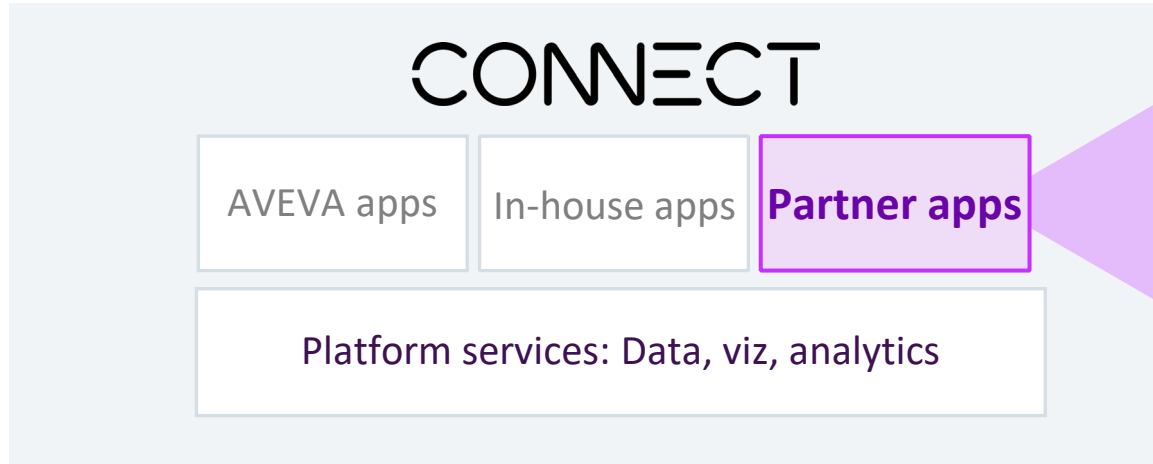 CONNECT
AVEVA apps
In-house apps
Partner apps
Platform services: Data, viz, analytics